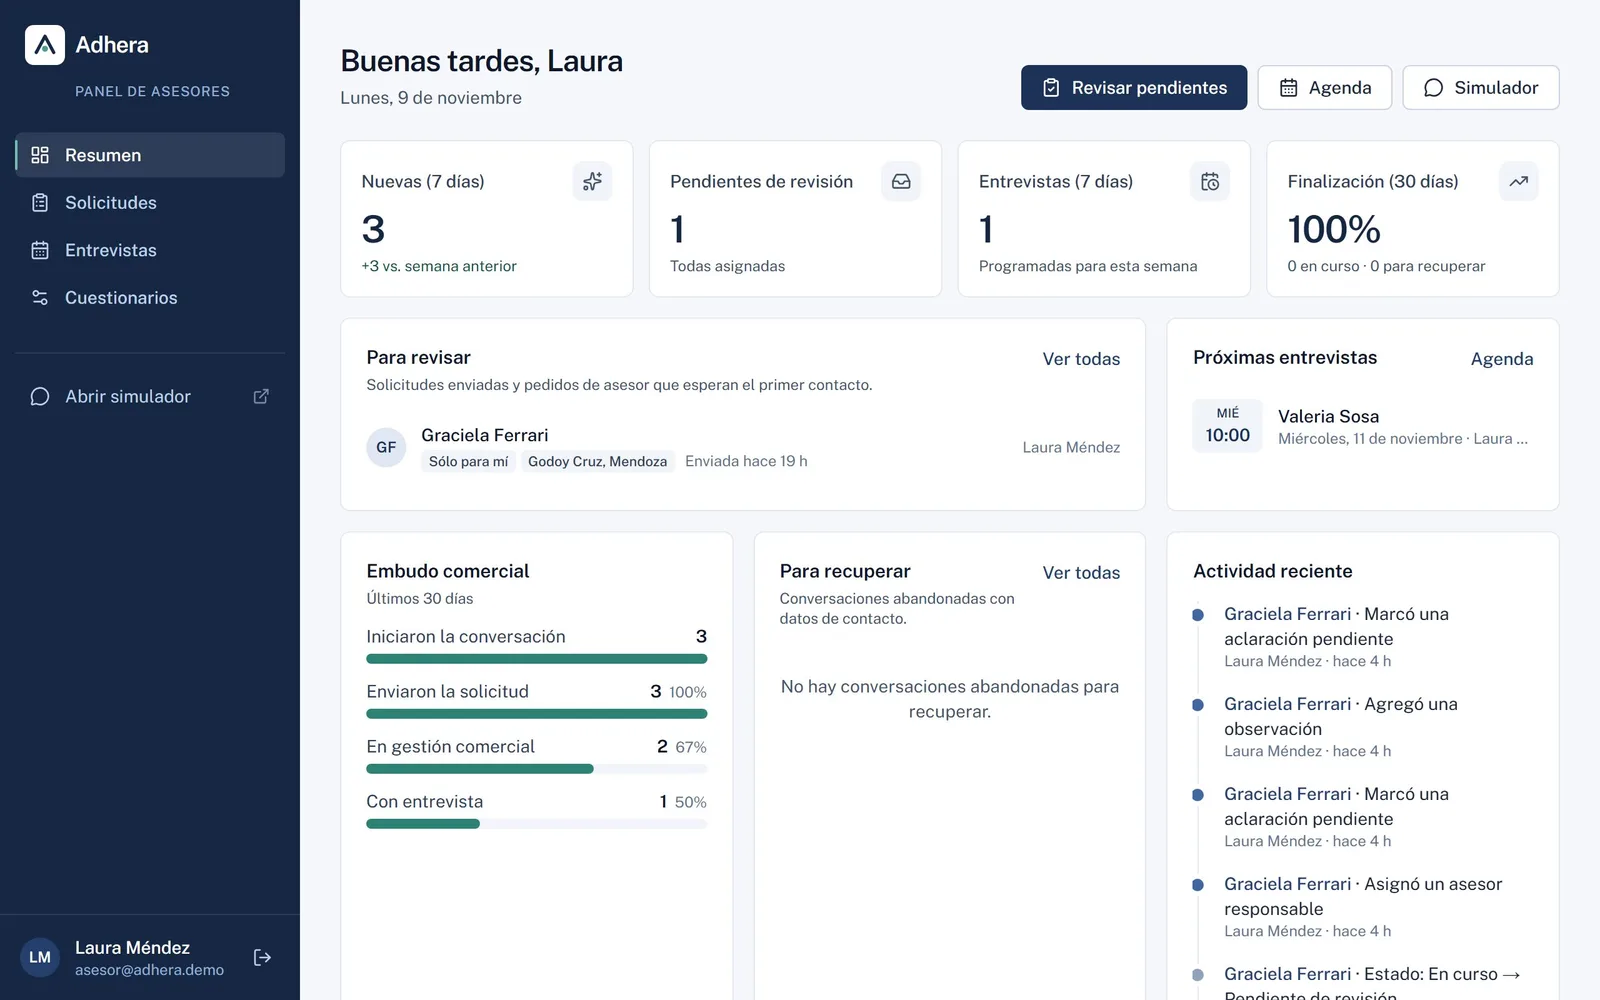 Adhera
PANEL DE ASESORES
Resumen
Solicitudes
Entrevistas
Cuestionarios
Abrir simulador
LM
Laura Méndez
asesor@adhera.demo
Buenas tardes, Laura
Lunes, 9 de noviembre
Revisar pendientes
Agenda
Simulador
Nuevas (7 días)
3
+3 vs. semana anterior
Pendientes de revisión
1
Todas asignadas
Entrevistas (7 días)
1
Programadas para esta semana
Finalización (30 días)
100%
0 en curso · 0 para recuperar
Para revisar
Ver todas
Solicitudes enviadas y pedidos de asesor que esperan el primer contacto.
GF
Graciela Ferrari
Sólo para mí Godoy Cruz, Mendoza Enviada hace 19 h
Laura Méndez
Próximas entrevistas
Agenda
MIÉ
10:00
Valeria Sosa
Miércoles, 11 de noviembre · Laura ...
Embudo comercial
Últimos 30 días
Iniciaron la conversación 3
Enviaron la solicitud 3 100%
En gestión comercial 2 67%
Con entrevista 1 50%
Para recuperar
Ver todas
Conversaciones abandonadas con
datos de contacto.
No hay conversaciones abandonadas para
recuperar.
Actividad reciente
Graciela Ferrari · Marcó una
aclaración pendiente
Laura Méndez · hace 4 h
Graciela Ferrari · Agregó una
observación
Laura Méndez · hace 4 h
Graciela Ferrari · Marcó una
aclaración pendiente
Laura Méndez · hace 4 h
Graciela Ferrari · Asignó un asesor
responsable
Laura Méndez · hace 4 h
Graciela Ferrari · Estado: En curso →
Pendiente de revisión